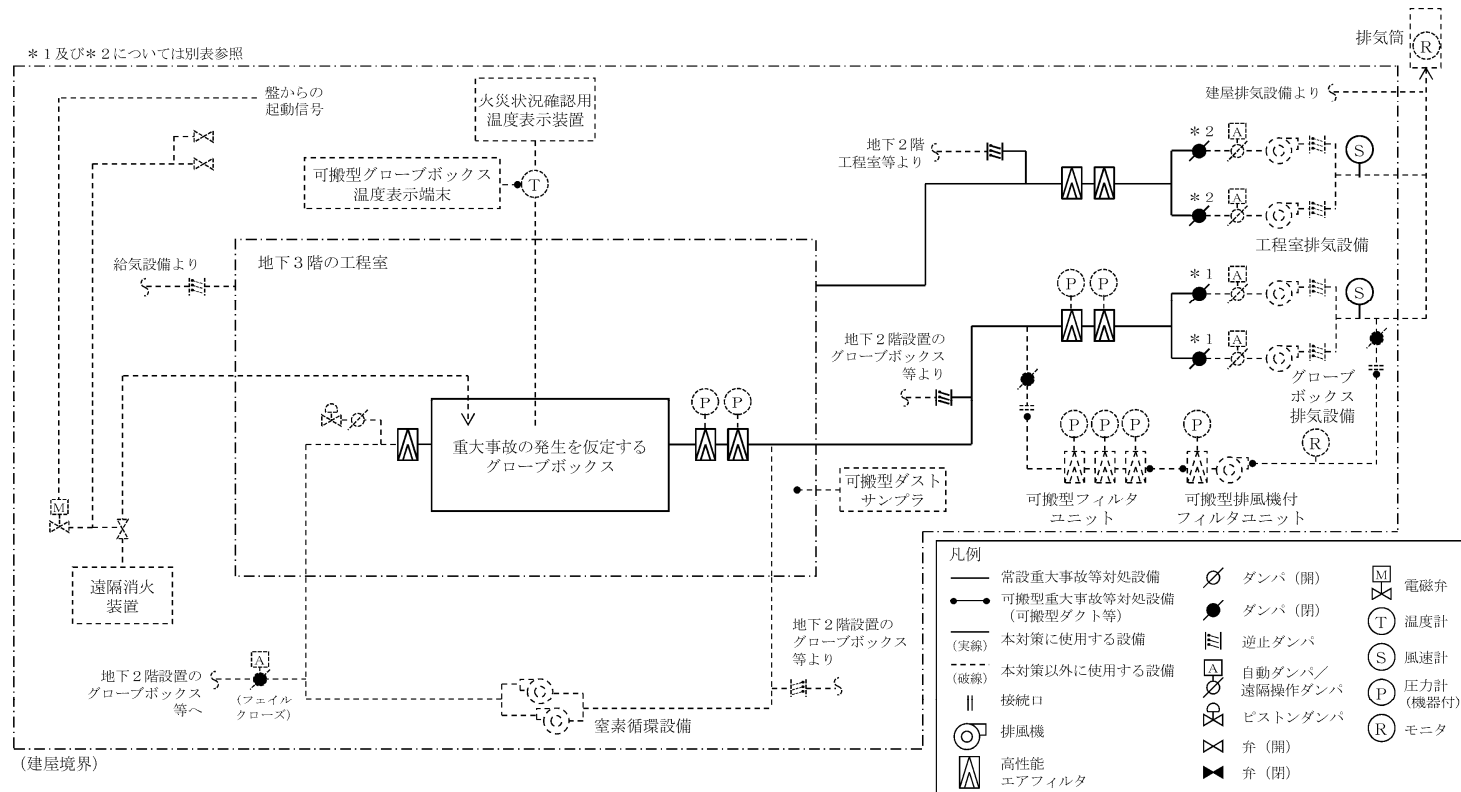 ＊１及び＊２については別表参照
盤からの
起動信号
火災状況確認用
温度表示装置
可搬型グローブボックス
温度表示端末
T
地下２階
工程室等より
建屋排気設備より
排気筒
R
＊２
A
S
＊２
A
工程室排気設備
給気設備より
地下３階の工程室
P
P
＊１
A
S
＊１
A
地下２階設置の
グローブボックス
等より
グローブ
ボックス
排気設備
重大事故の発生を仮定する
グローブボックス
P
P
P
P
P
P
R
可搬型フィルタ
ユニット
可搬型排風機付
フィルタユニット
可搬型ダスト
サンプラ
M
遠隔消火
装置
地下２階設置の
グローブボックス
等へ
A
(フェイル
クローズ)
窒素循環設備
地下２階設置の
グローブボックス
等より
(建屋境界)
凡例
常設重大事故等対処設備
可搬型重大事故等対処設備
（可搬型ダクト等）
(実線)
本対策に使用する設備
(破線)
本対策以外に使用する設備
接続口
排風機
高性能
エアフィルタ
ダンパ（開）
ダンパ（閉）
逆止ダンパ
A
自動ダンパ／
遠隔操作ダンパ
ピストンダンパ
弁（開）
弁（閉）
M
電磁弁
T
温度計
S
風速計
P
圧力計
(機器付)
R
モニタ